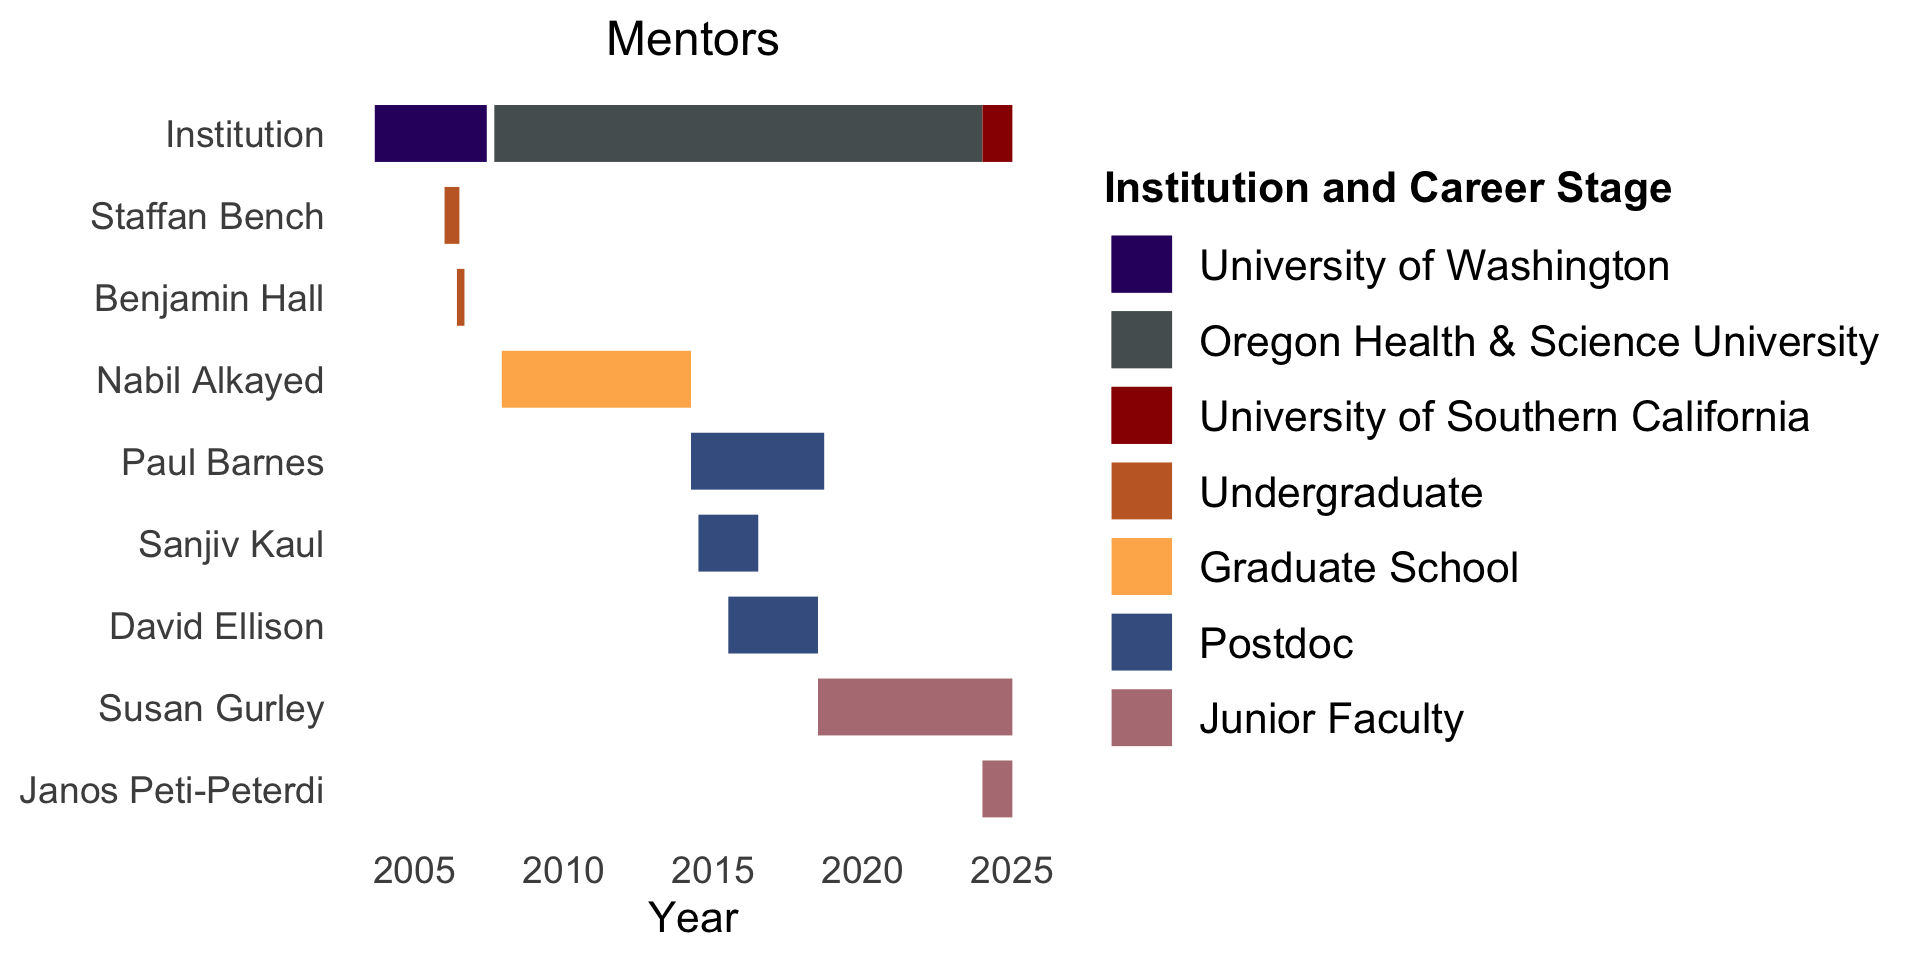 Mentors
Institution
Staffan Bench
Benjamin Hall
Nabil Alkayed
Paul Barnes
Sanjiv Kaul
David Ellison
Susan Gurley
Janos Peti-Peterdi
2005 2010 2015 2020 2025
Year
Institution and Career Stage
University of Washington
Oregon Health & Science University
University of Southern California
Undergraduate
Graduate School
Postdoc
Junior Faculty